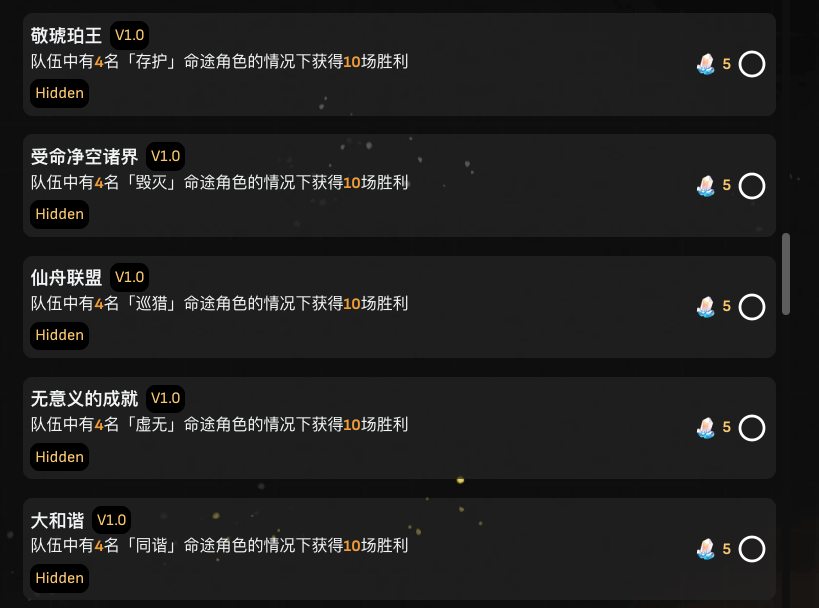 敬琥珀王 V1.0
队伍中有4名「存护」命途角色的情况下获得10场胜利
5
Hidden
受命净空诸界 V1.0
队伍中有4名「毁灭」命途角色的情况下获得10场胜利
5
Hidden
仙舟联盟 V1.0
队伍中有4名「巡猎」命途角色的情况下获得10场胜利
5
Hidden
无意义的成就 V1.0
队伍中有4名「虚无」命途角色的情况下获得10场胜利
5
Hidden
大和谐 V1.0
队伍中有4名「同谐」命途角色的情况下获得10场胜利
5
Hidden